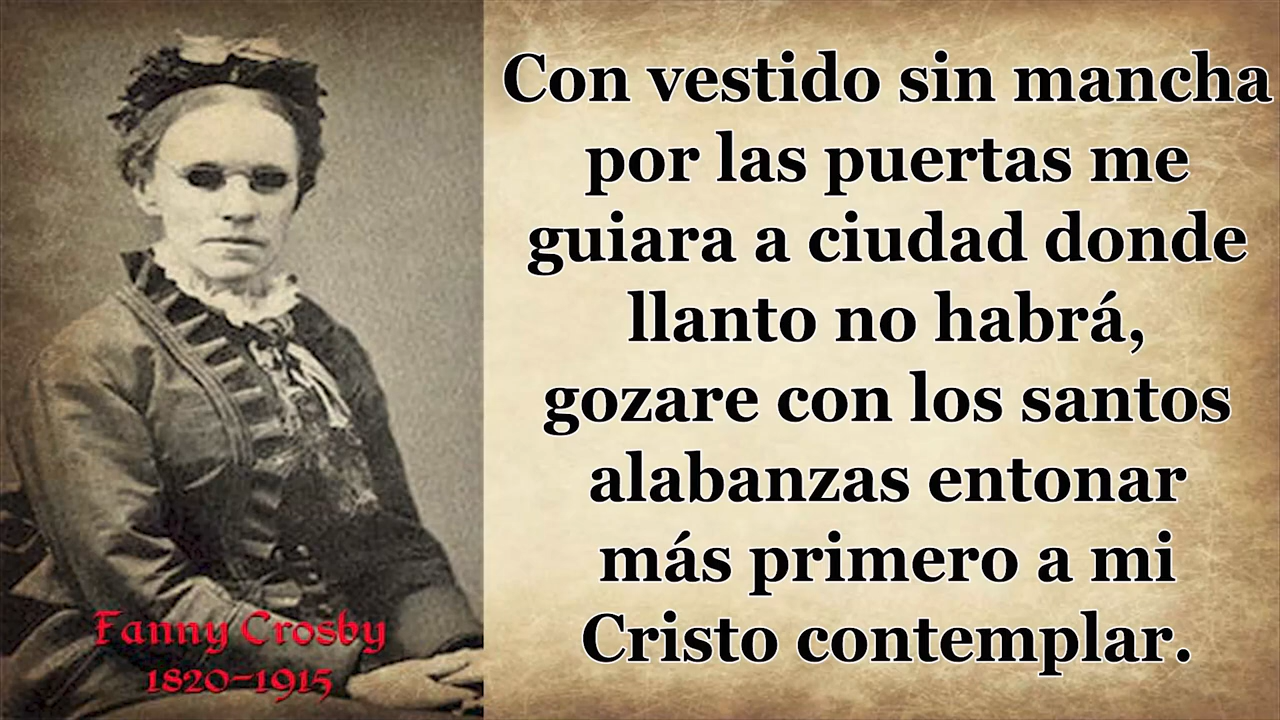 Con vestido sin mancha
por las puertas me
guiara a ciudad donde
llanto no habrá,
gozare con los santos
alabanzas entonar
más primero a mi
Cristo contemplar.
Fanny Crosby
1820-1915